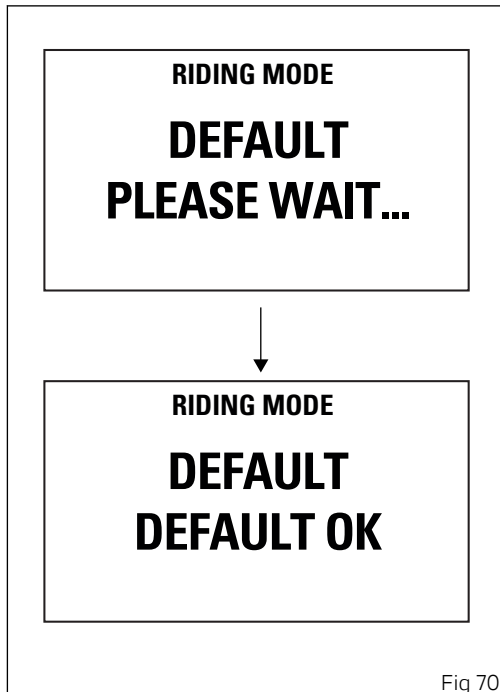 RIDING MODE
DEFAULT
PLEASE WAIT...
RIDING MODE
DEFAULT
DEFAULT OK
Fig 70